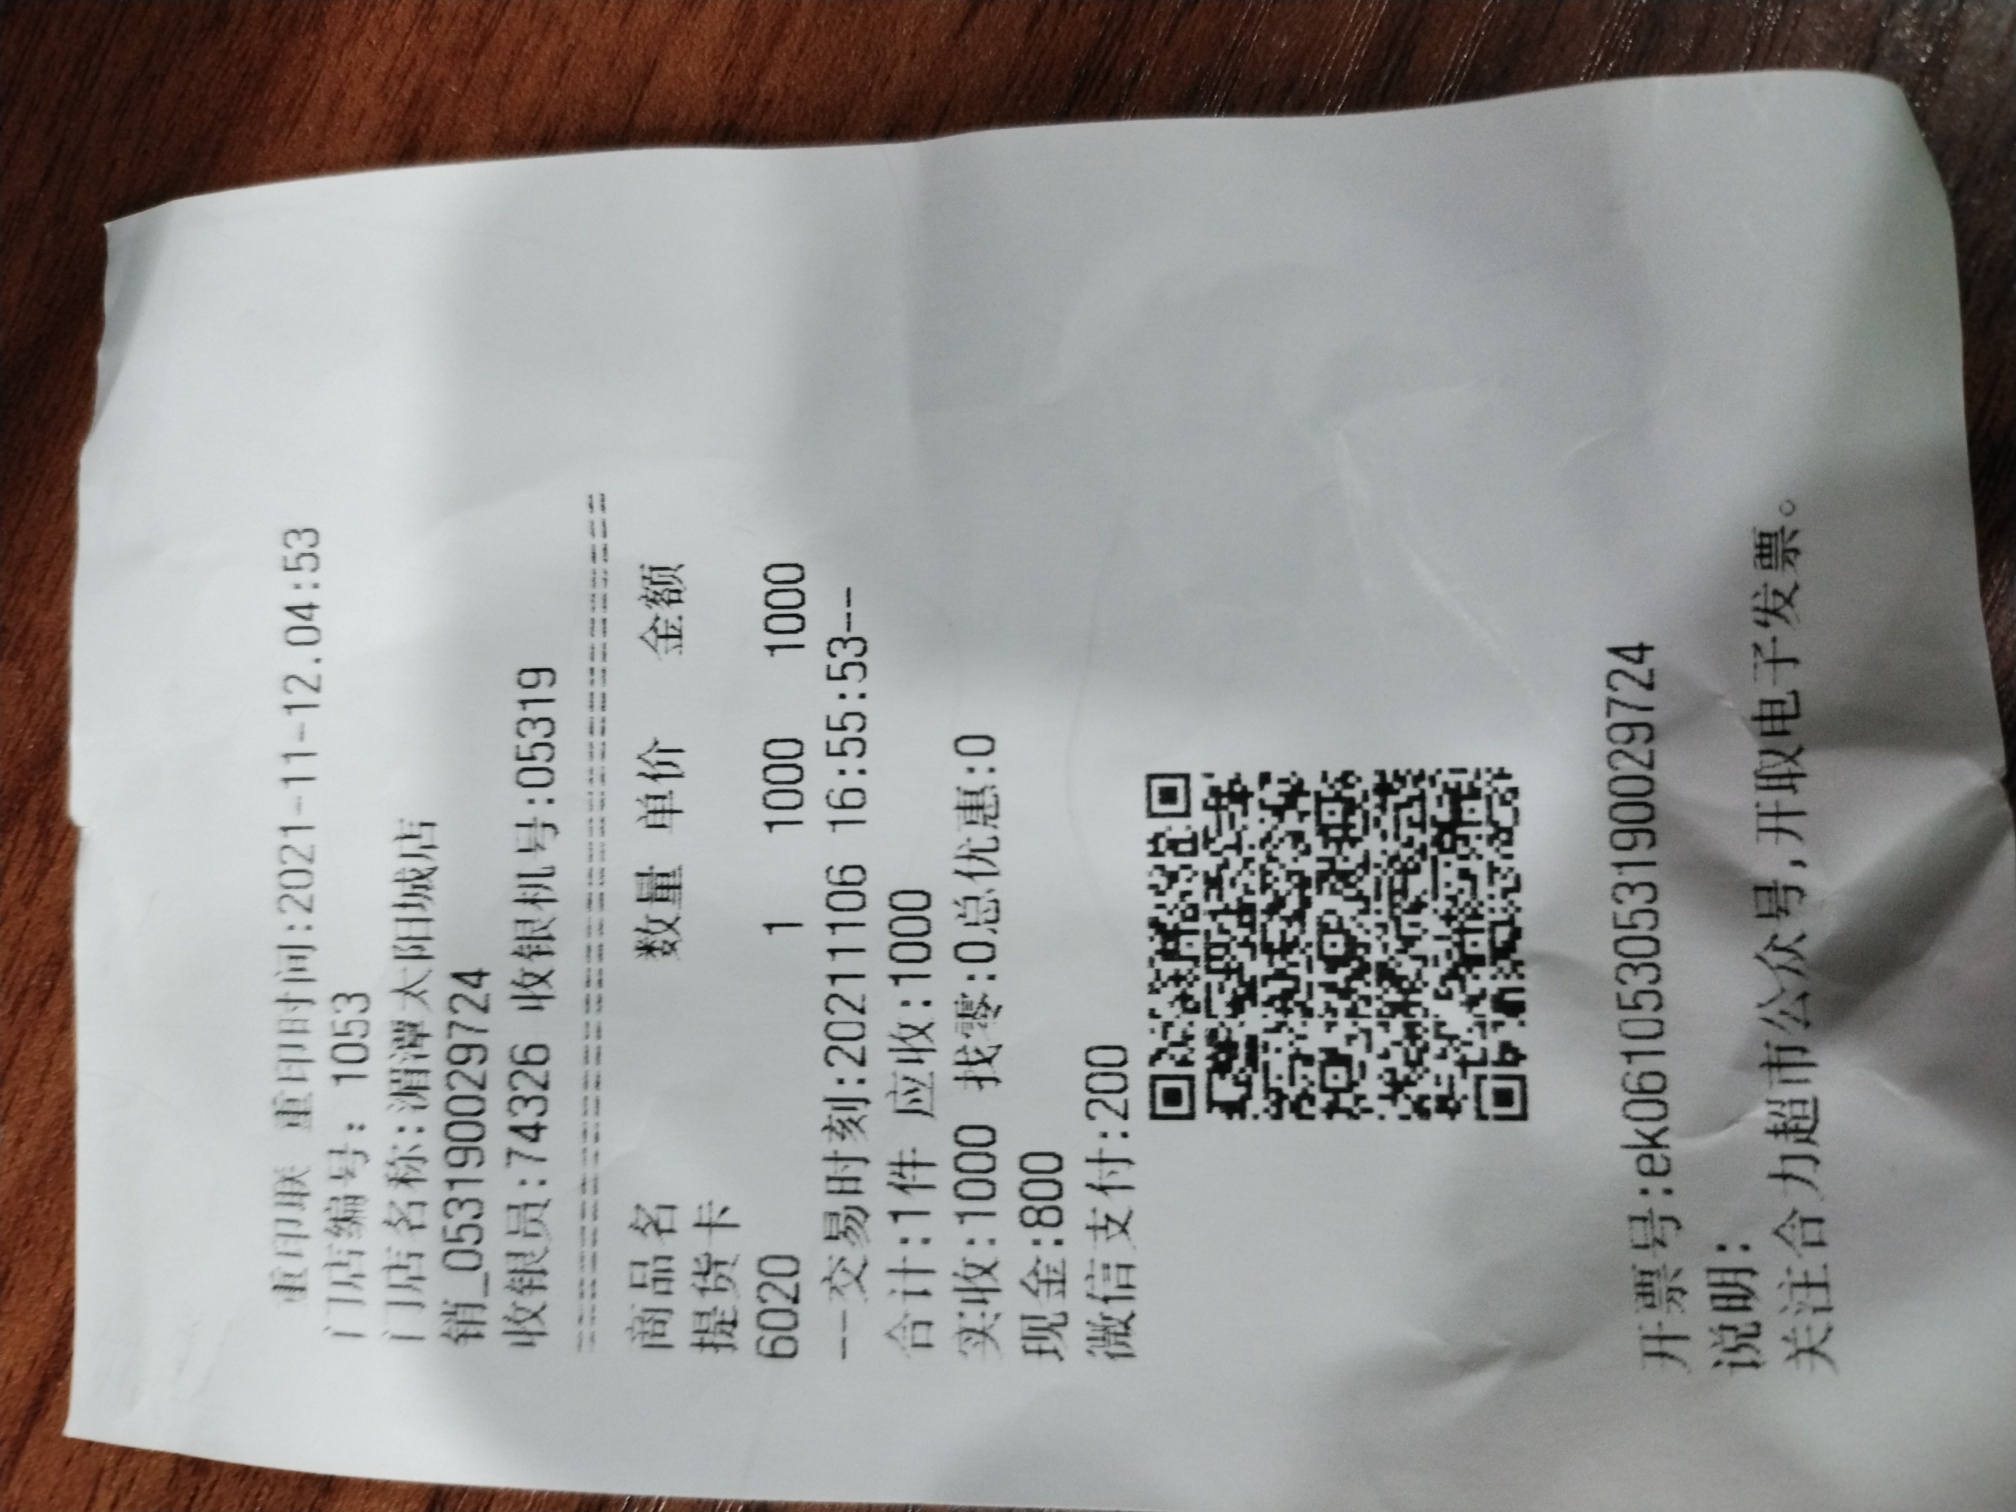 重印联 重印时间:2021-11-12.04:53
门店编号: 1053
门店名称:湄潭太阳城店
销_053190029724
收银员:74326 收银机号:05319
商品名 数量 单价 金额
提货卡
6020 1 1000 1000
--交易时刻:20211106 16:55:53--
合计:1件 应收:1000
实收:1000 找零:0总优惠:0
现金:800
微信支付:200
开票号:ek061053053190029724
说明:
关注合力超市公众号,开取电子发票。